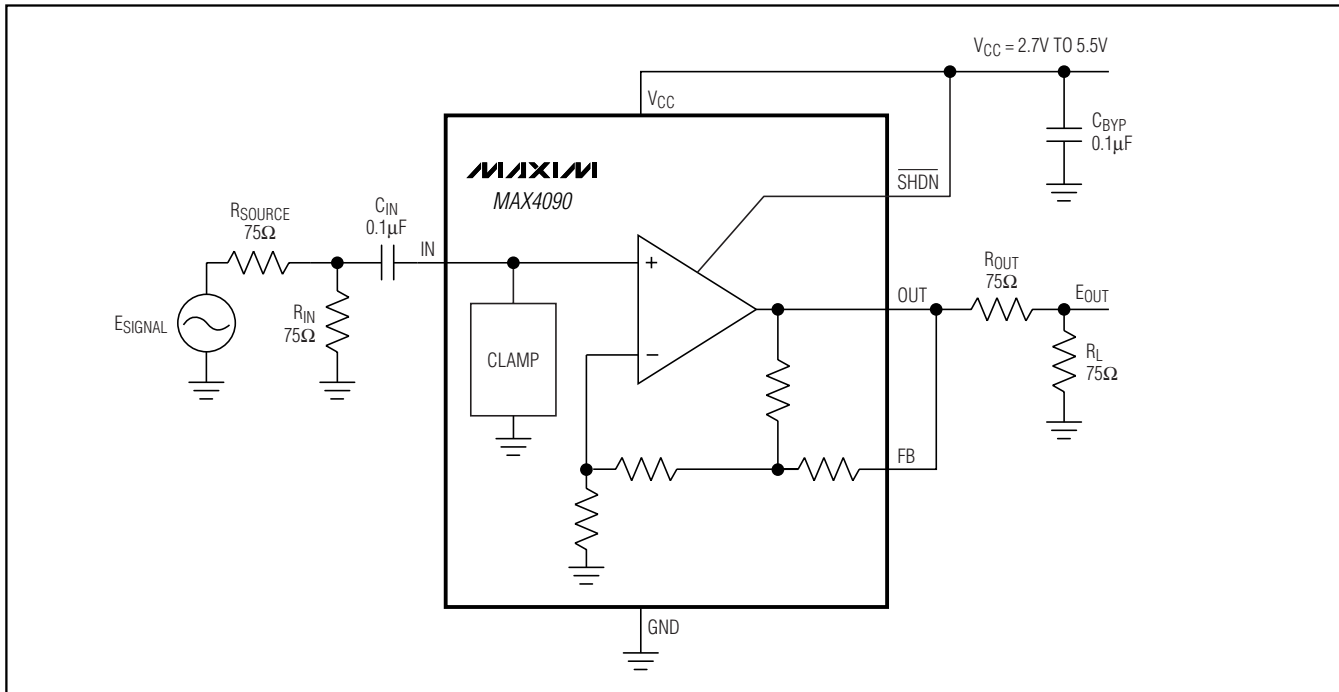 V_CC = 2.7V TO 5.5V
V_CC
C_BYP
0.1µF
MAXIM
MAX4090
SHDN
R_SOURCE
75Ω
C_IN
0.1µF
IN
+
R_OUT
75Ω
OUT
E_OUT
E_SIGNAL
R_IN
75Ω
CLAMP
−
R_L
75Ω
FB
GND